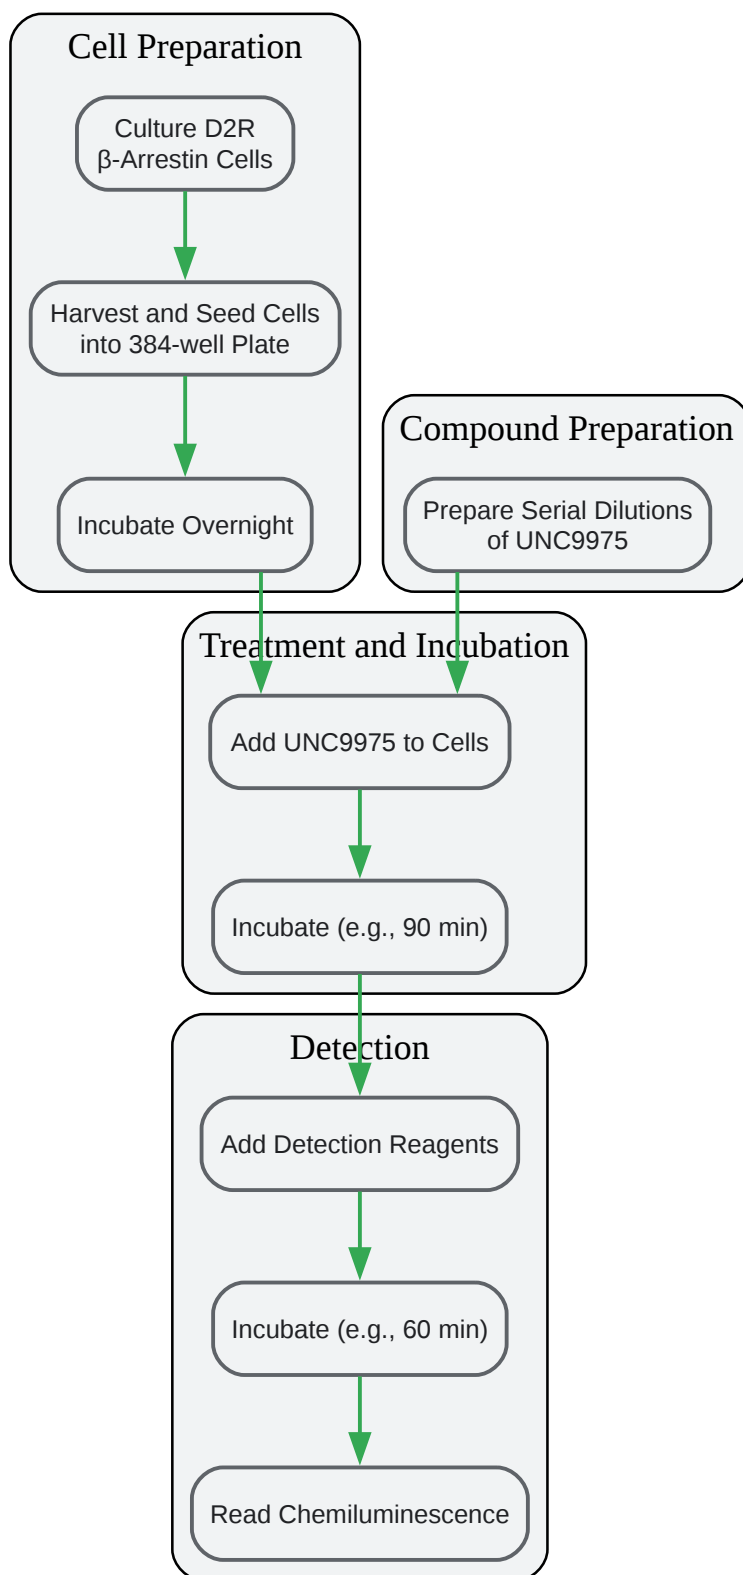 Cell Preparation
Culture D2R
β-Arrestin Cells
Harvest and Seed Cells
into 384-well Plate
Incubate Overnight
Compound Preparation
Prepare Serial Dilutions
of UNC9975
Treatment and Incubation
Add UNC9975 to Cells
Incubate (e.g., 90 min)
Detection
Add Detection Reagents
Incubate (e.g., 60 min)
Read Chemiluminescence